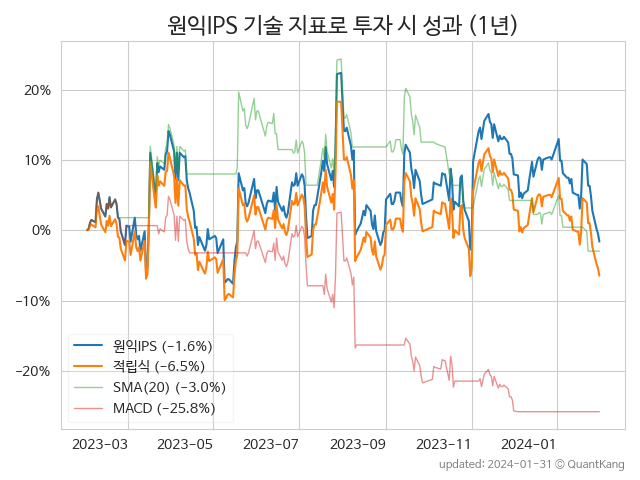 원익IPS 기술 지표로 투자 시 성과 (1년)
20%
10%
0%
−10%
−20%
원익IPS (−1.6%)
적립식 (−6.5%)
SMA(20) (−3.0%)
MACD (−25.8%)
2023-03 2023-05 2023-07 2023-09 2023-11 2024-01
updated: 2024-01-31 © QuantKang